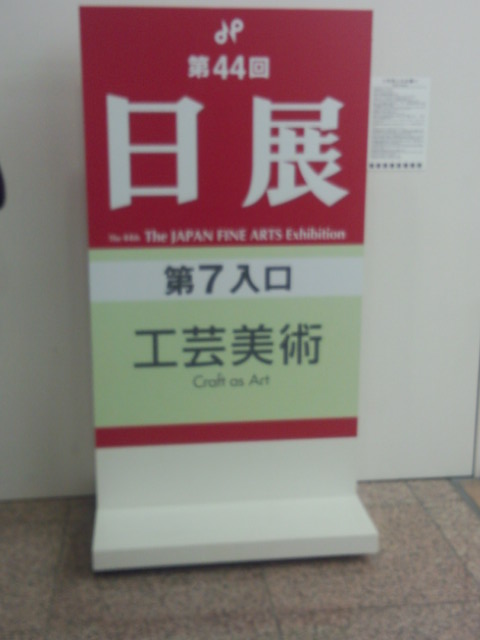 第44回
日展
The 44th The JAPAN FINE ARTS Exhibition
第7入口
工芸美術
Craft as Art